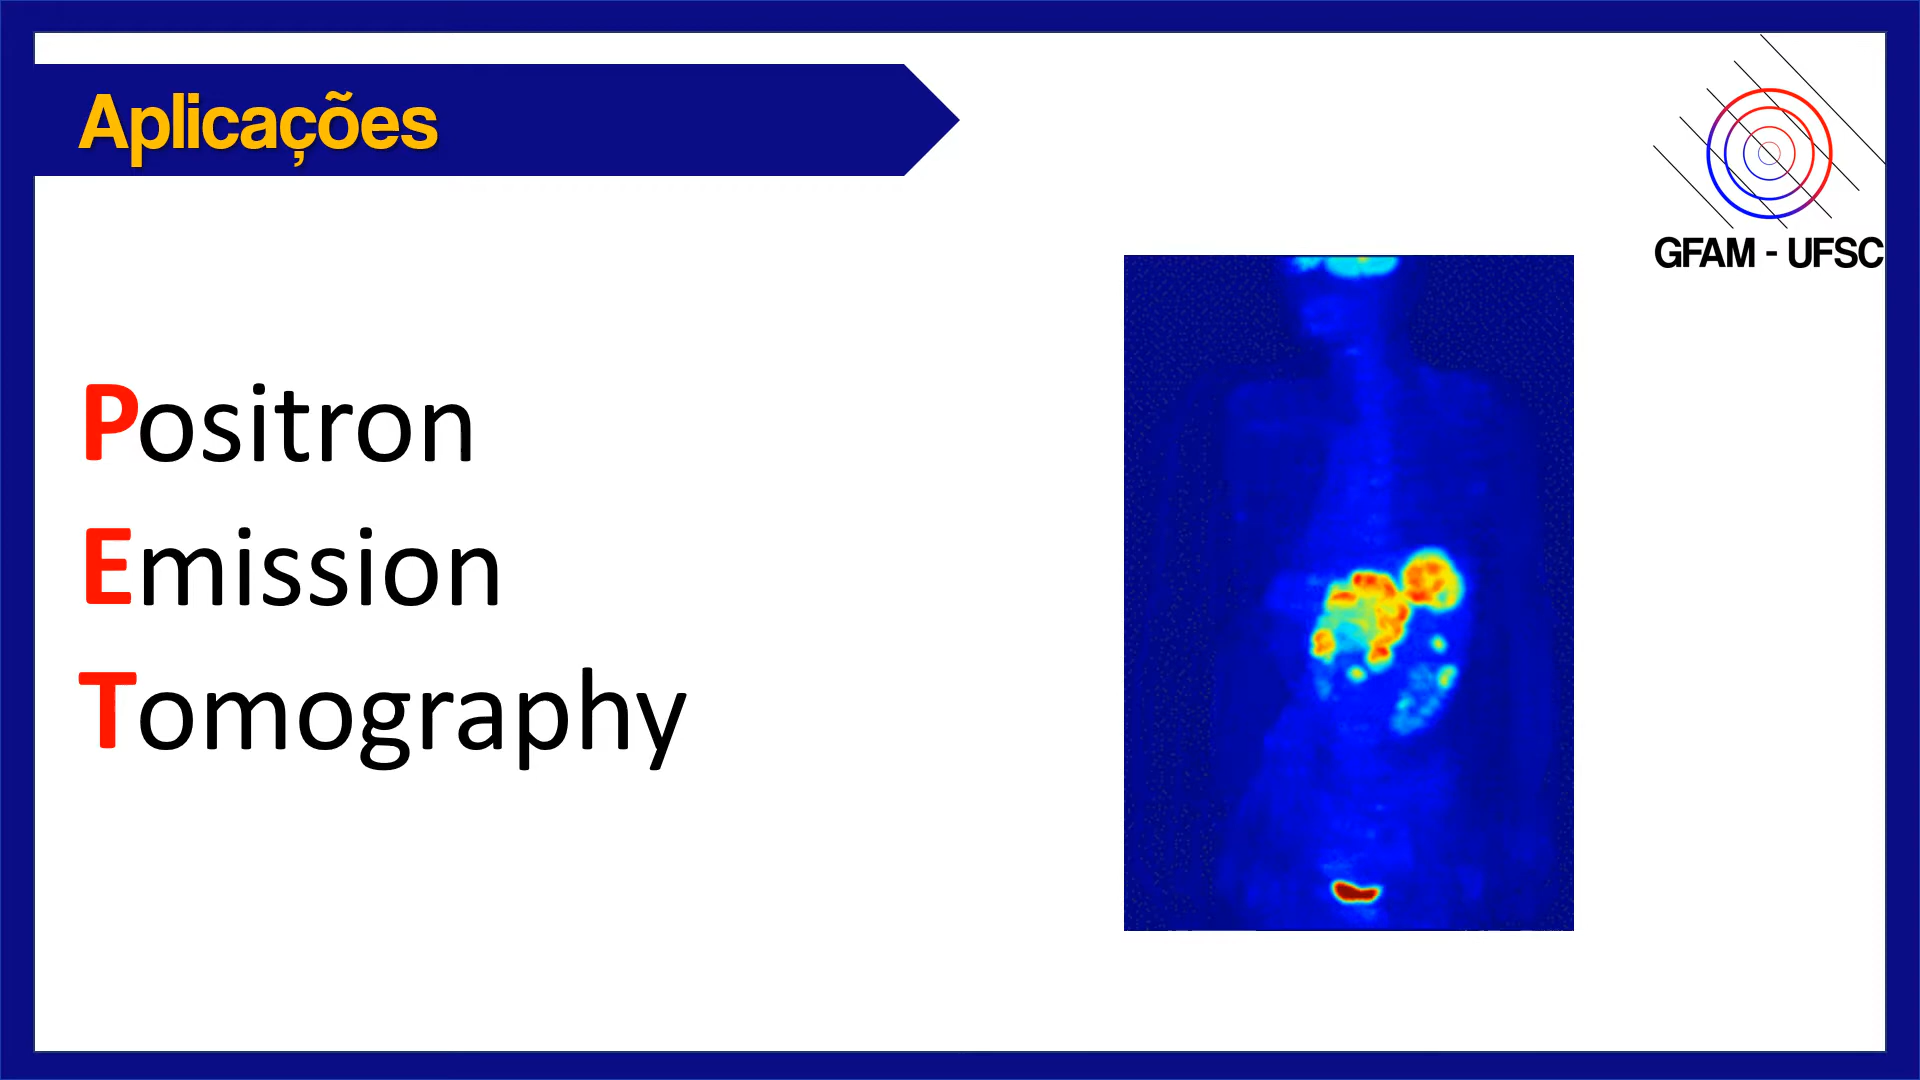 Aplicações
GFAM - UFSC
Positron
Emission
Tomography